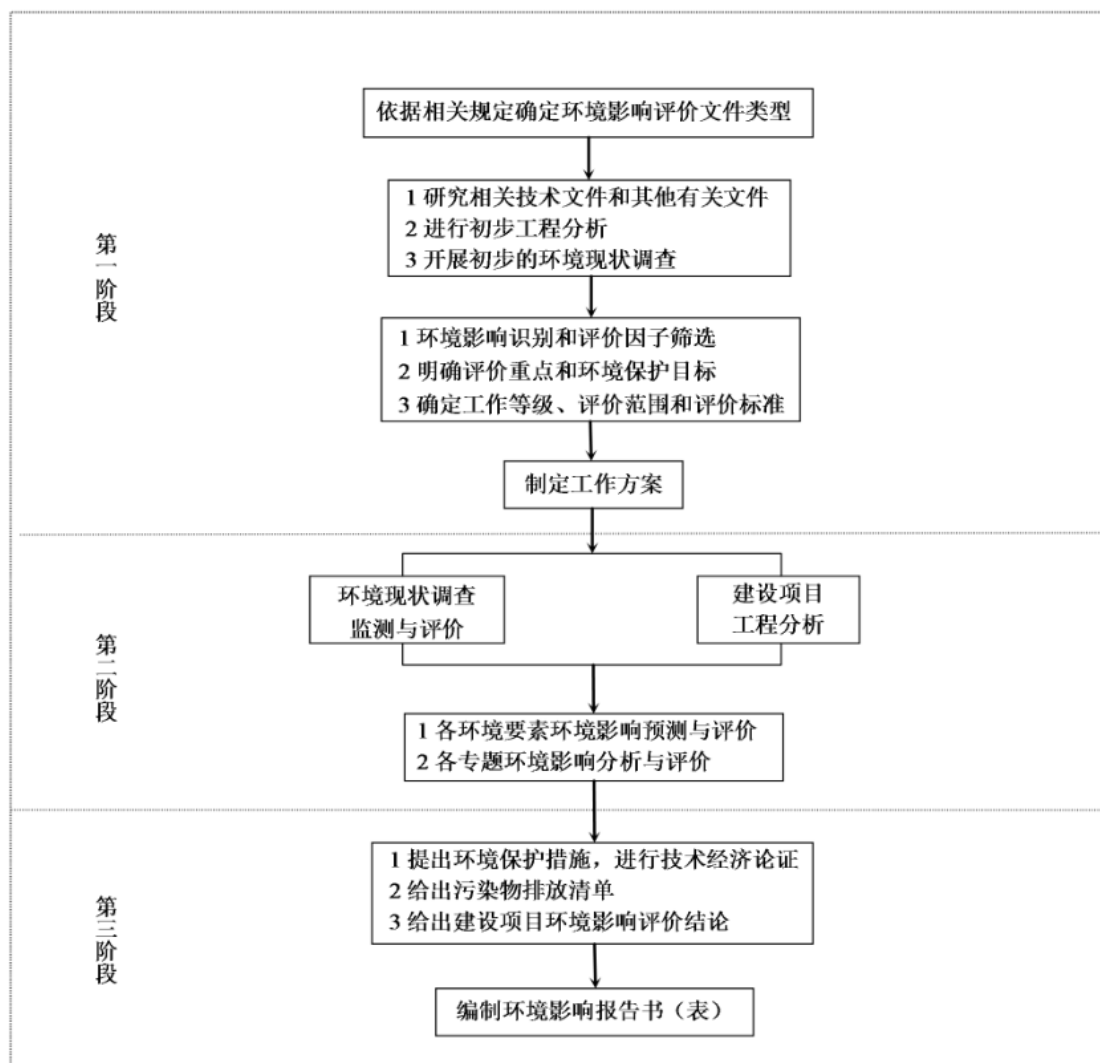 依据相关规定确定环境影响评价文件类型
第一阶段
1 研究相关技术文件和其他有关文件
2 进行初步工程分析
3 开展初步的环境现状调查
1 环境影响识别和评价因子筛选
2 明确评价重点和环境保护目标
3 确定工作等级、评价范围和评价标准
制定工作方案
第二阶段
环境现状调查
监测与评价
建设项目
工程分析
1 各环境要素环境影响预测与评价
2 各专题环境影响分析与评价
第三阶段
1 提出环境保护措施，进行技术经济论证
2 给出污染物排放清单
3 给出建设项目环境影响评价结论
编制环境影响报告书（表）